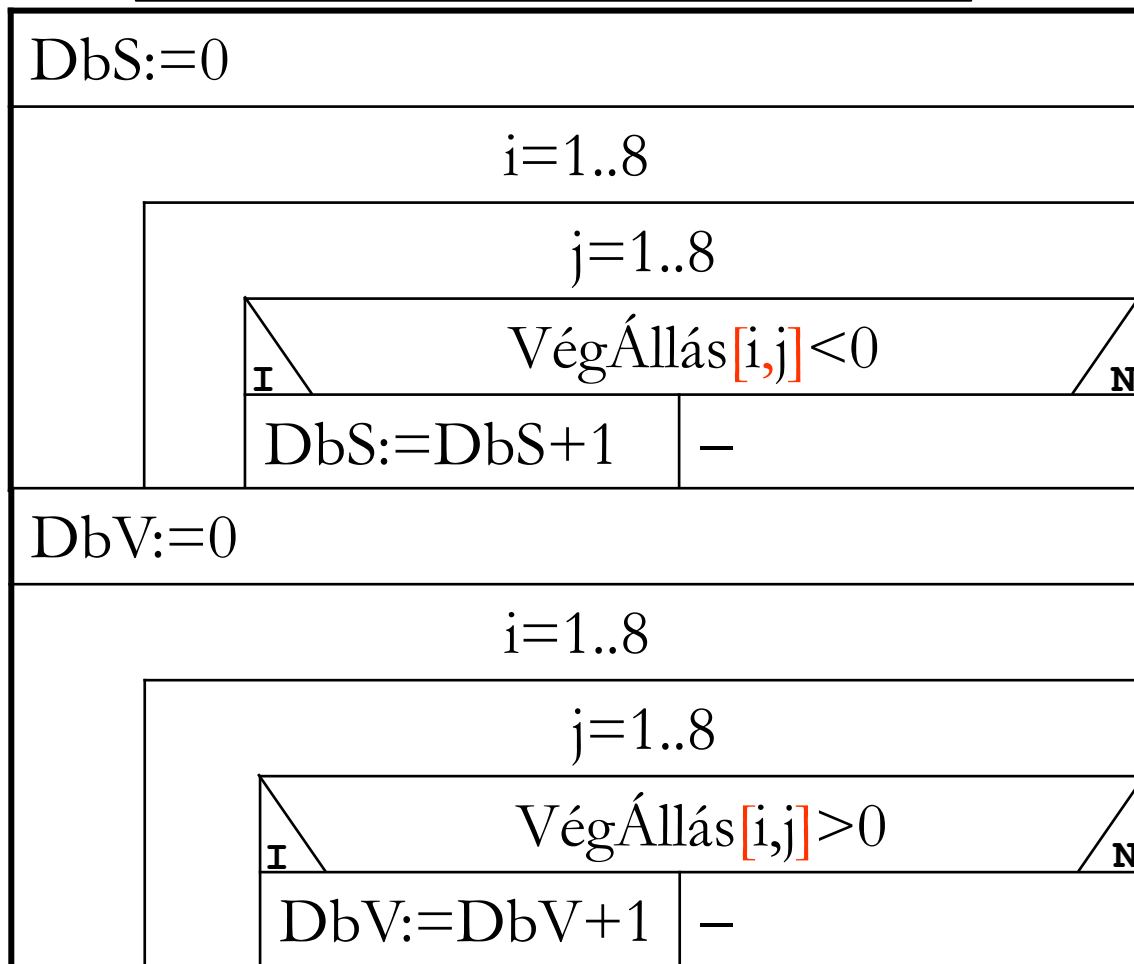 DbS:=0
i=1..8
j=1..8
VégÁllás[i,j]<0
I
N
DbS:=DbS+1
–
DbV:=0
i=1..8
j=1..8
VégÁllás[i,j]>0
I
N
DbV:=DbV+1
–